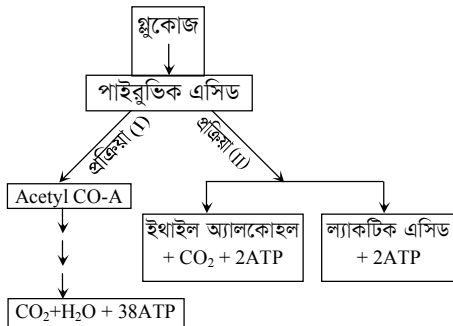 গ্লুকোজ
পাইরুভিক এসিড
প্রক্রিয়া (I)
প্রক্রিয়া (II)
Acetyl CO-A
ইথাইল অ্যালকোহল
+ CO₂ + 2ATP
ল্যাকটিক এসিড
+ 2ATP
CO₂+H₂O + 38ATP